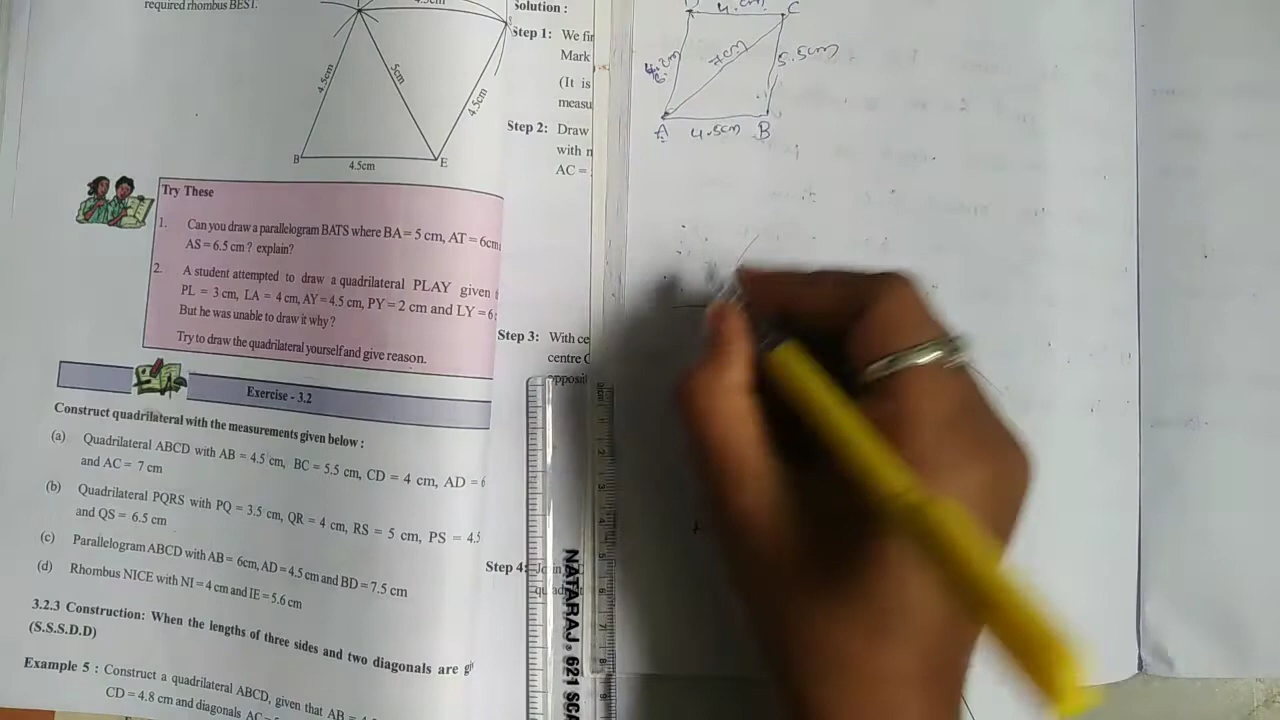 required rhombus BEST.
4.5cm
4.5cm
5cm
4.5cm
B
E
4.5cm
Try These
1. Can you draw a parallelogram BATS where BA = 5 cm, AT = 6cm
AS = 6.5 cm ? explain?
2. A student attempted to draw a quadrilateral PLAY given
PL = 3 cm, LA = 4 cm, AY = 4.5 cm, PY = 2 cm and LY = 6
But he was unable to draw it why ?
Try to draw the quadrilateral yourself and give reason.
Exercise - 3.2
Construct quadrilateral with the measurements given below :
(a) Quadrilateral ABCD with AB = 4.5 cm, BC = 5.5 cm, CD = 4 cm, AD = 6
and AC = 7 cm
(b) Quadrilateral PQRS with PQ = 3.5 cm, QR = 4 cm, RS = 5 cm, PS = 4.5
and QS = 6.5 cm
(c) Parallelogram ABCD with AB = 6cm, AD = 4.5 cm and BD = 7.5 cm
(d) Rhombus NICE with NI = 4 cm and IE = 5.6 cm
3.2.3 Construction: When the lengths of three sides and two diagonals are
(S.S.S.D.D)
Example 5 : Construct a quadrilateral ABCD, given that AB =
CD = 4.8 cm and diagonals AC
Solution :
Step 1: We
Mark
(It is
Step 2: Draw
with
AC =
Step 3: With
centre
Step 4:
NATARAJ 621
1
2
3
4
5
6
7
8
9
C
7cm
5.5cm
A 4.5cm B